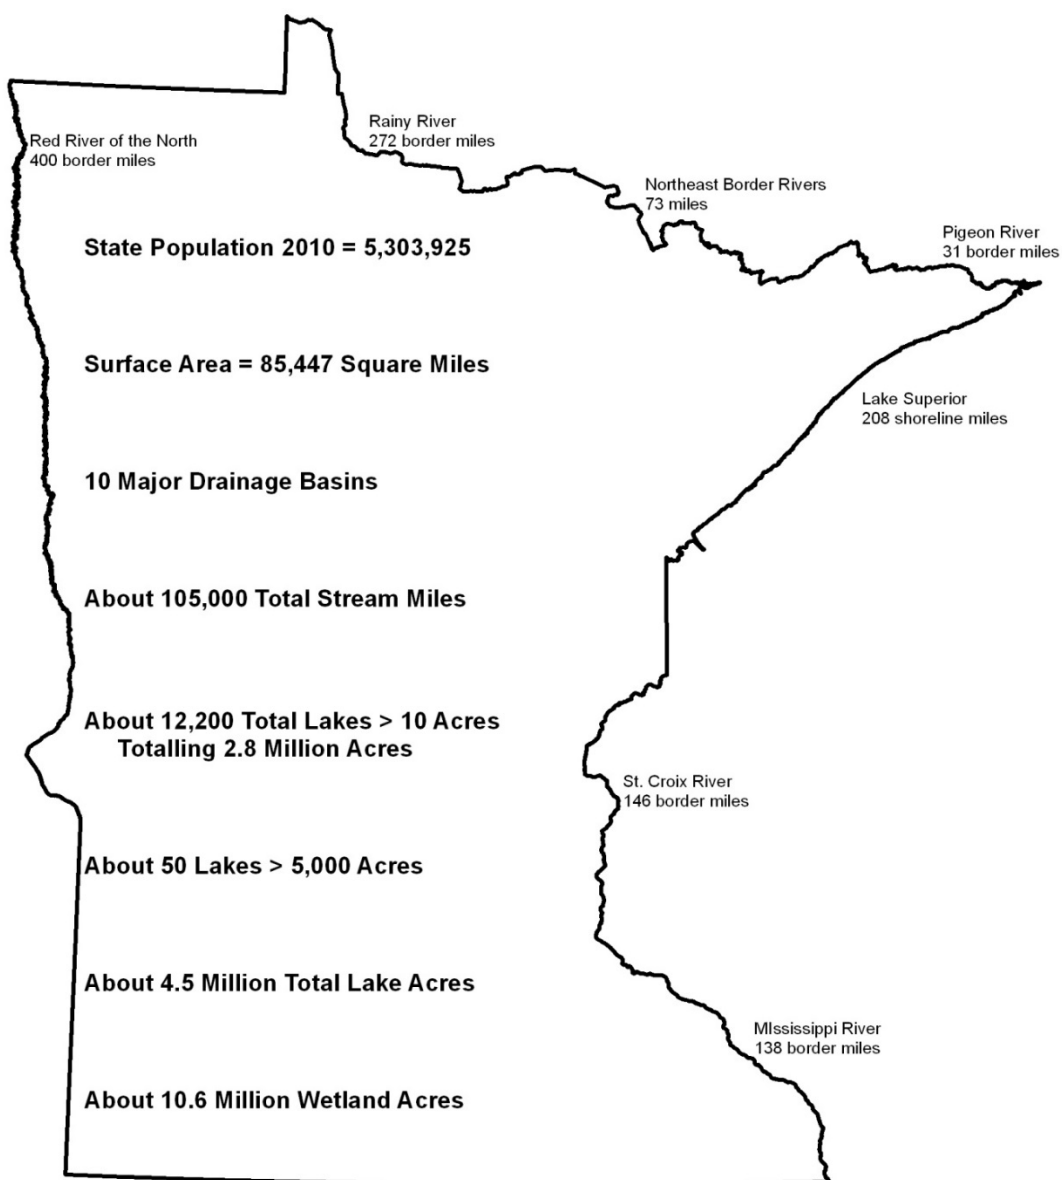 Rainy River
272 border miles
Red River of the North
400 border miles
Northeast Border Rivers
73 miles
Pigeon River
31 border miles
State Population 2010 = 5,303,925
Surface Area = 85,447 Square Miles
Lake Superior
208 shoreline miles
10 Major Drainage Basins
About 105,000 Total Stream Miles
About 12,200 Total Lakes > 10 Acres
Totalling 2.8 Million Acres
St. Croix River
146 border miles
About 50 Lakes > 5,000 Acres
About 4.5 Million Total Lake Acres
MIssissippi River
138 border miles
About 10.6 Million Wetland Acres